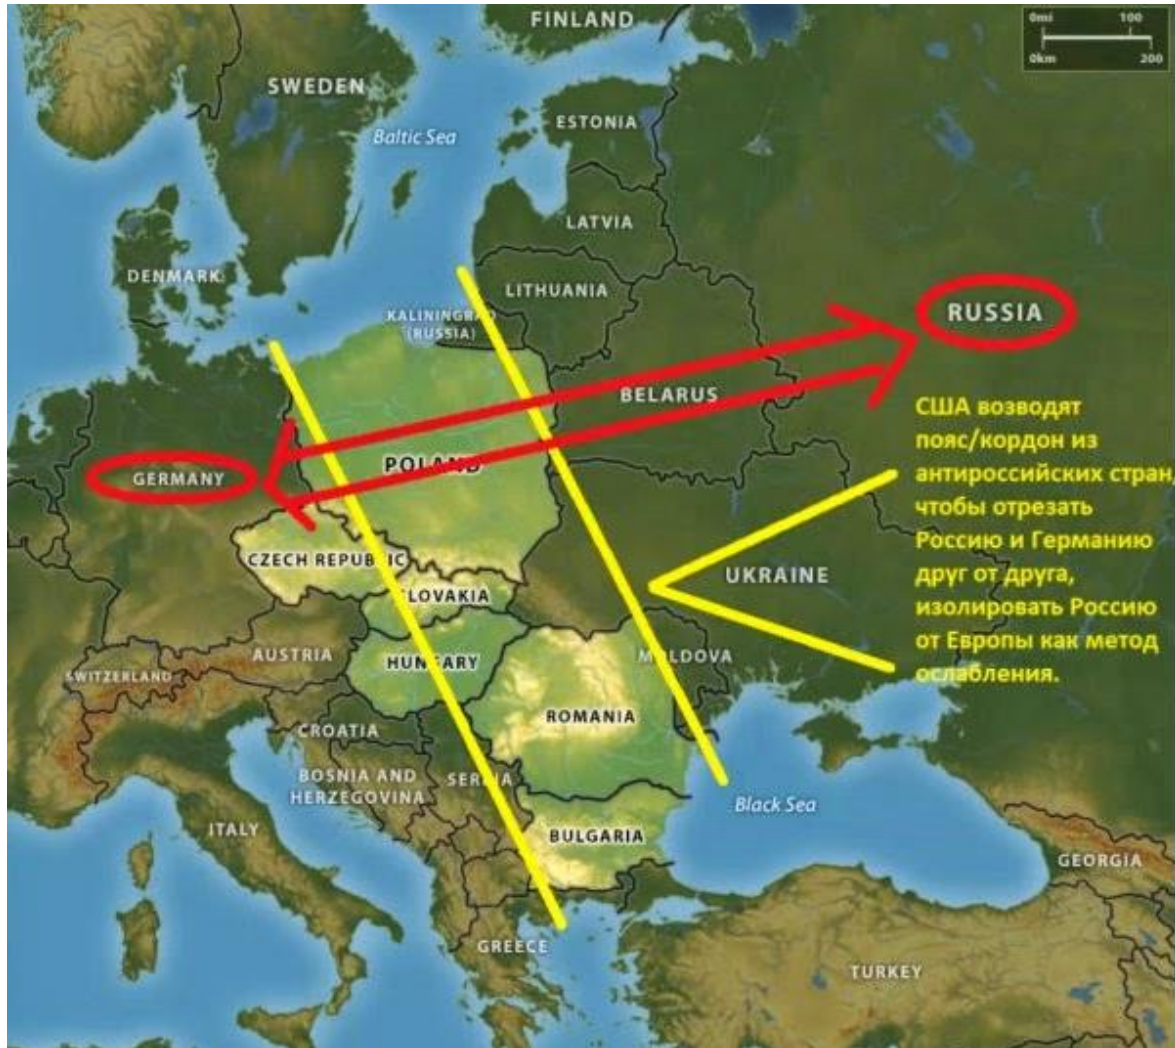 FINLAND
0mi 100
0km 200
SWEDEN
Baltic Sea
ESTONIA
LATVIA
DENMARK
LITHUANIA
KALININGRAD
(RUSSIA)
RUSSIA
BELARUS
США возводят
пояс/кордон из
антироссийских стран,
чтобы отрезать
Россию и Германию
друг от друга,
изолировать Россию
от Европы как метод
ослабления.
GERMANY
POLAND
CZECH REPUBLIC
SLOVAKIA
UKRAINE
AUSTRIA
HUNGARY
MOLDOVA
SWITZERLAND
ROMANIA
CROATIA
BOSNIA AND
HERZEGOVINA
SERBIA
Black Sea
ITALY
BULGARIA
GEORGIA
GREECE
TURKEY